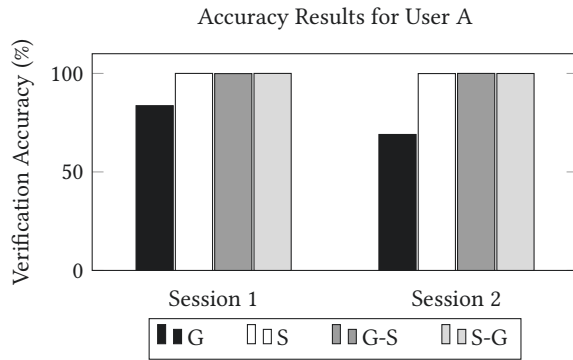 Accuracy Results for User A
Verification Accuracy (%)
100
50
0
Session 1 Session 2
G S G-S S-G